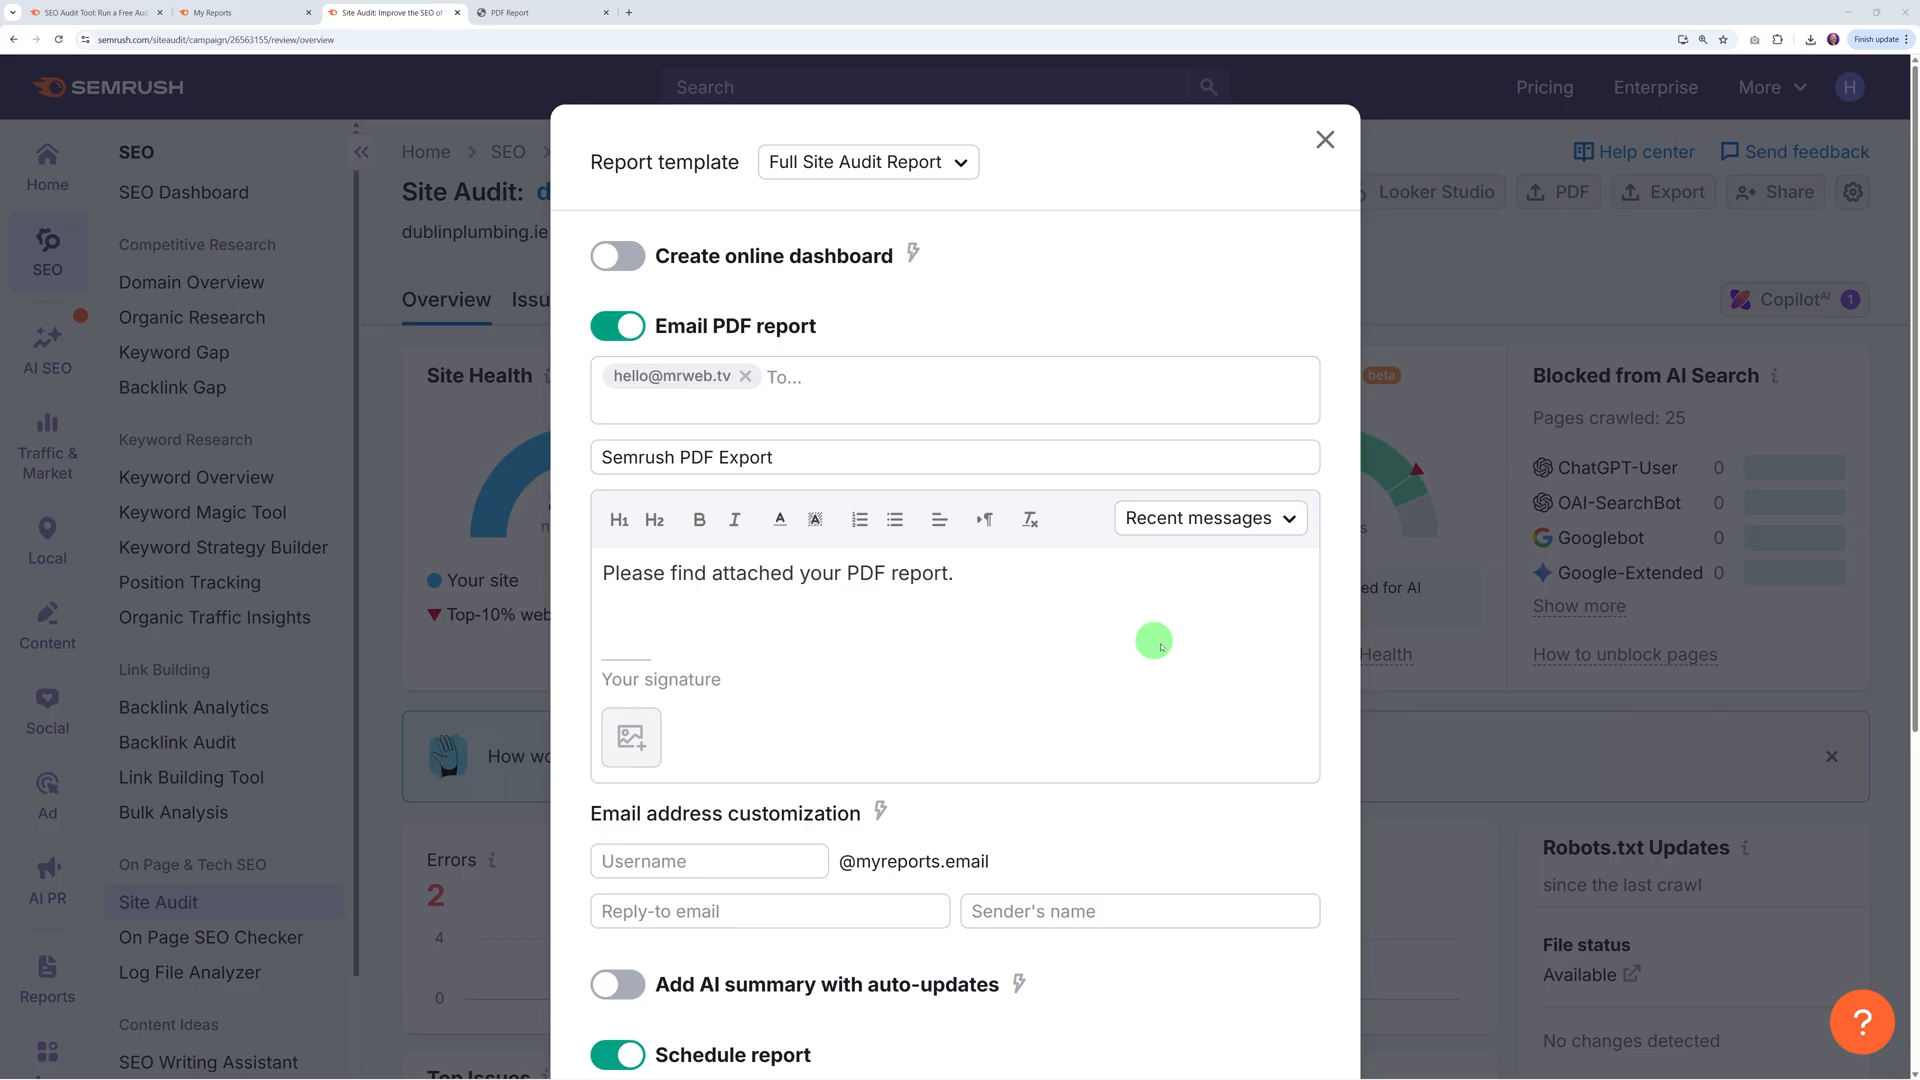 SEO Audit Tool: Run a Free Aud
My Reports
Site Audit: Improve the SEO of
PDF Report
semrush.com/siteaudit/campaign/26563155/review/overview
Finish update
SEMRUSH
Search
Pricing
Enterprise
More
H
Home
SEO
AI SEO
Traffic &
Market
Local
Content
Social
Ad
AI PR
Reports
SEO
SEO Dashboard
Competitive Research
Domain Overview
Organic Research
Keyword Gap
Backlink Gap
Keyword Research
Keyword Overview
Keyword Magic Tool
Keyword Strategy Builder
Position Tracking
Organic Traffic Insights
Link Building
Backlink Analytics
Backlink Audit
Link Building Tool
Bulk Analysis
On Page & Tech SEO
Site Audit
On Page SEO Checker
Log File Analyzer
Content Ideas
SEO Writing Assistant
Home > SEO >
Help center
Send feedback
Site Audit: d
Looker Studio
PDF
Export
Share
dublinplumbing.ie
Overview
Issu
Copilot AI 1
Site Health
Your site
Top-10% web
beta
ed for AI
Health
Blocked from AI Search
Pages crawled: 25
ChatGPT-User 0
OAI-SearchBot 0
Googlebot 0
Google-Extended 0
Show more
How to unblock pages
How wo
Errors
2
4
0
Top Issues
Robots.txt Updates
since the last crawl
File status
Available
No changes detected
?
Report template
Full Site Audit Report
Create online dashboard
Email PDF report
hello@mrweb.tv To...
Semrush PDF Export
H1 H2 B I A A
Recent messages
Please find attached your PDF report.
Your signature
Email address customization
Username @myreports.email
Reply-to email
Sender's name
Add AI summary with auto-updates
Schedule report